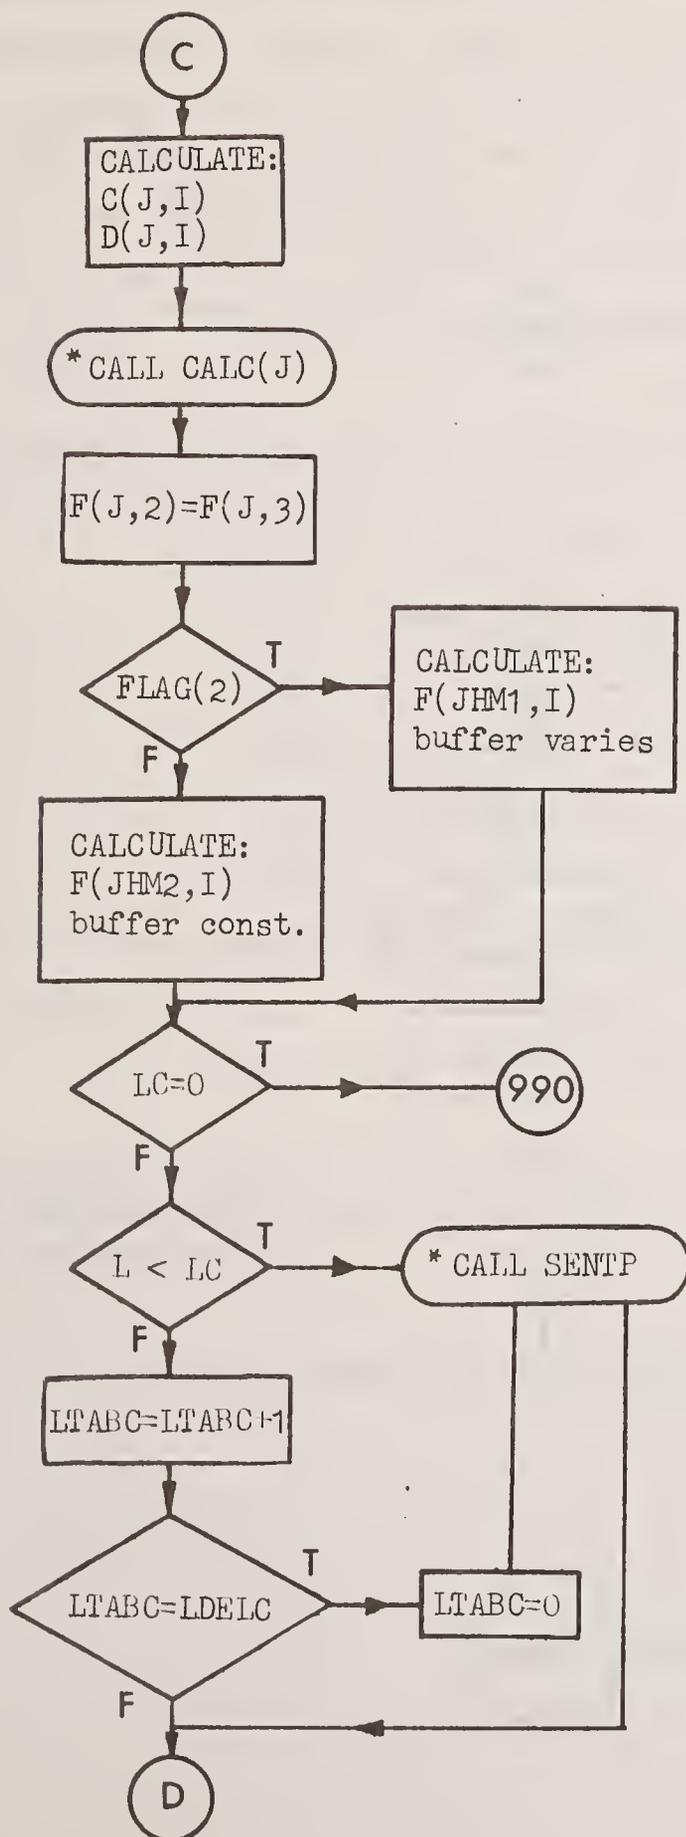 C
CALCULATE:
C(J,I)
D(J,I)
* CALL CALC(J)
F(J,2)=F(J,3)
FLAG(2)
T
F
CALCULATE:
F(JHM1,I)
buffer varies
CALCULATE:
F(JHM2,I)
buffer const.
LC=0
T
990
F
L < LC
T
* CALL SENTP
F
LTABC=LTABC+1
LTABC=LDELC
T
LTABC=0
F
D